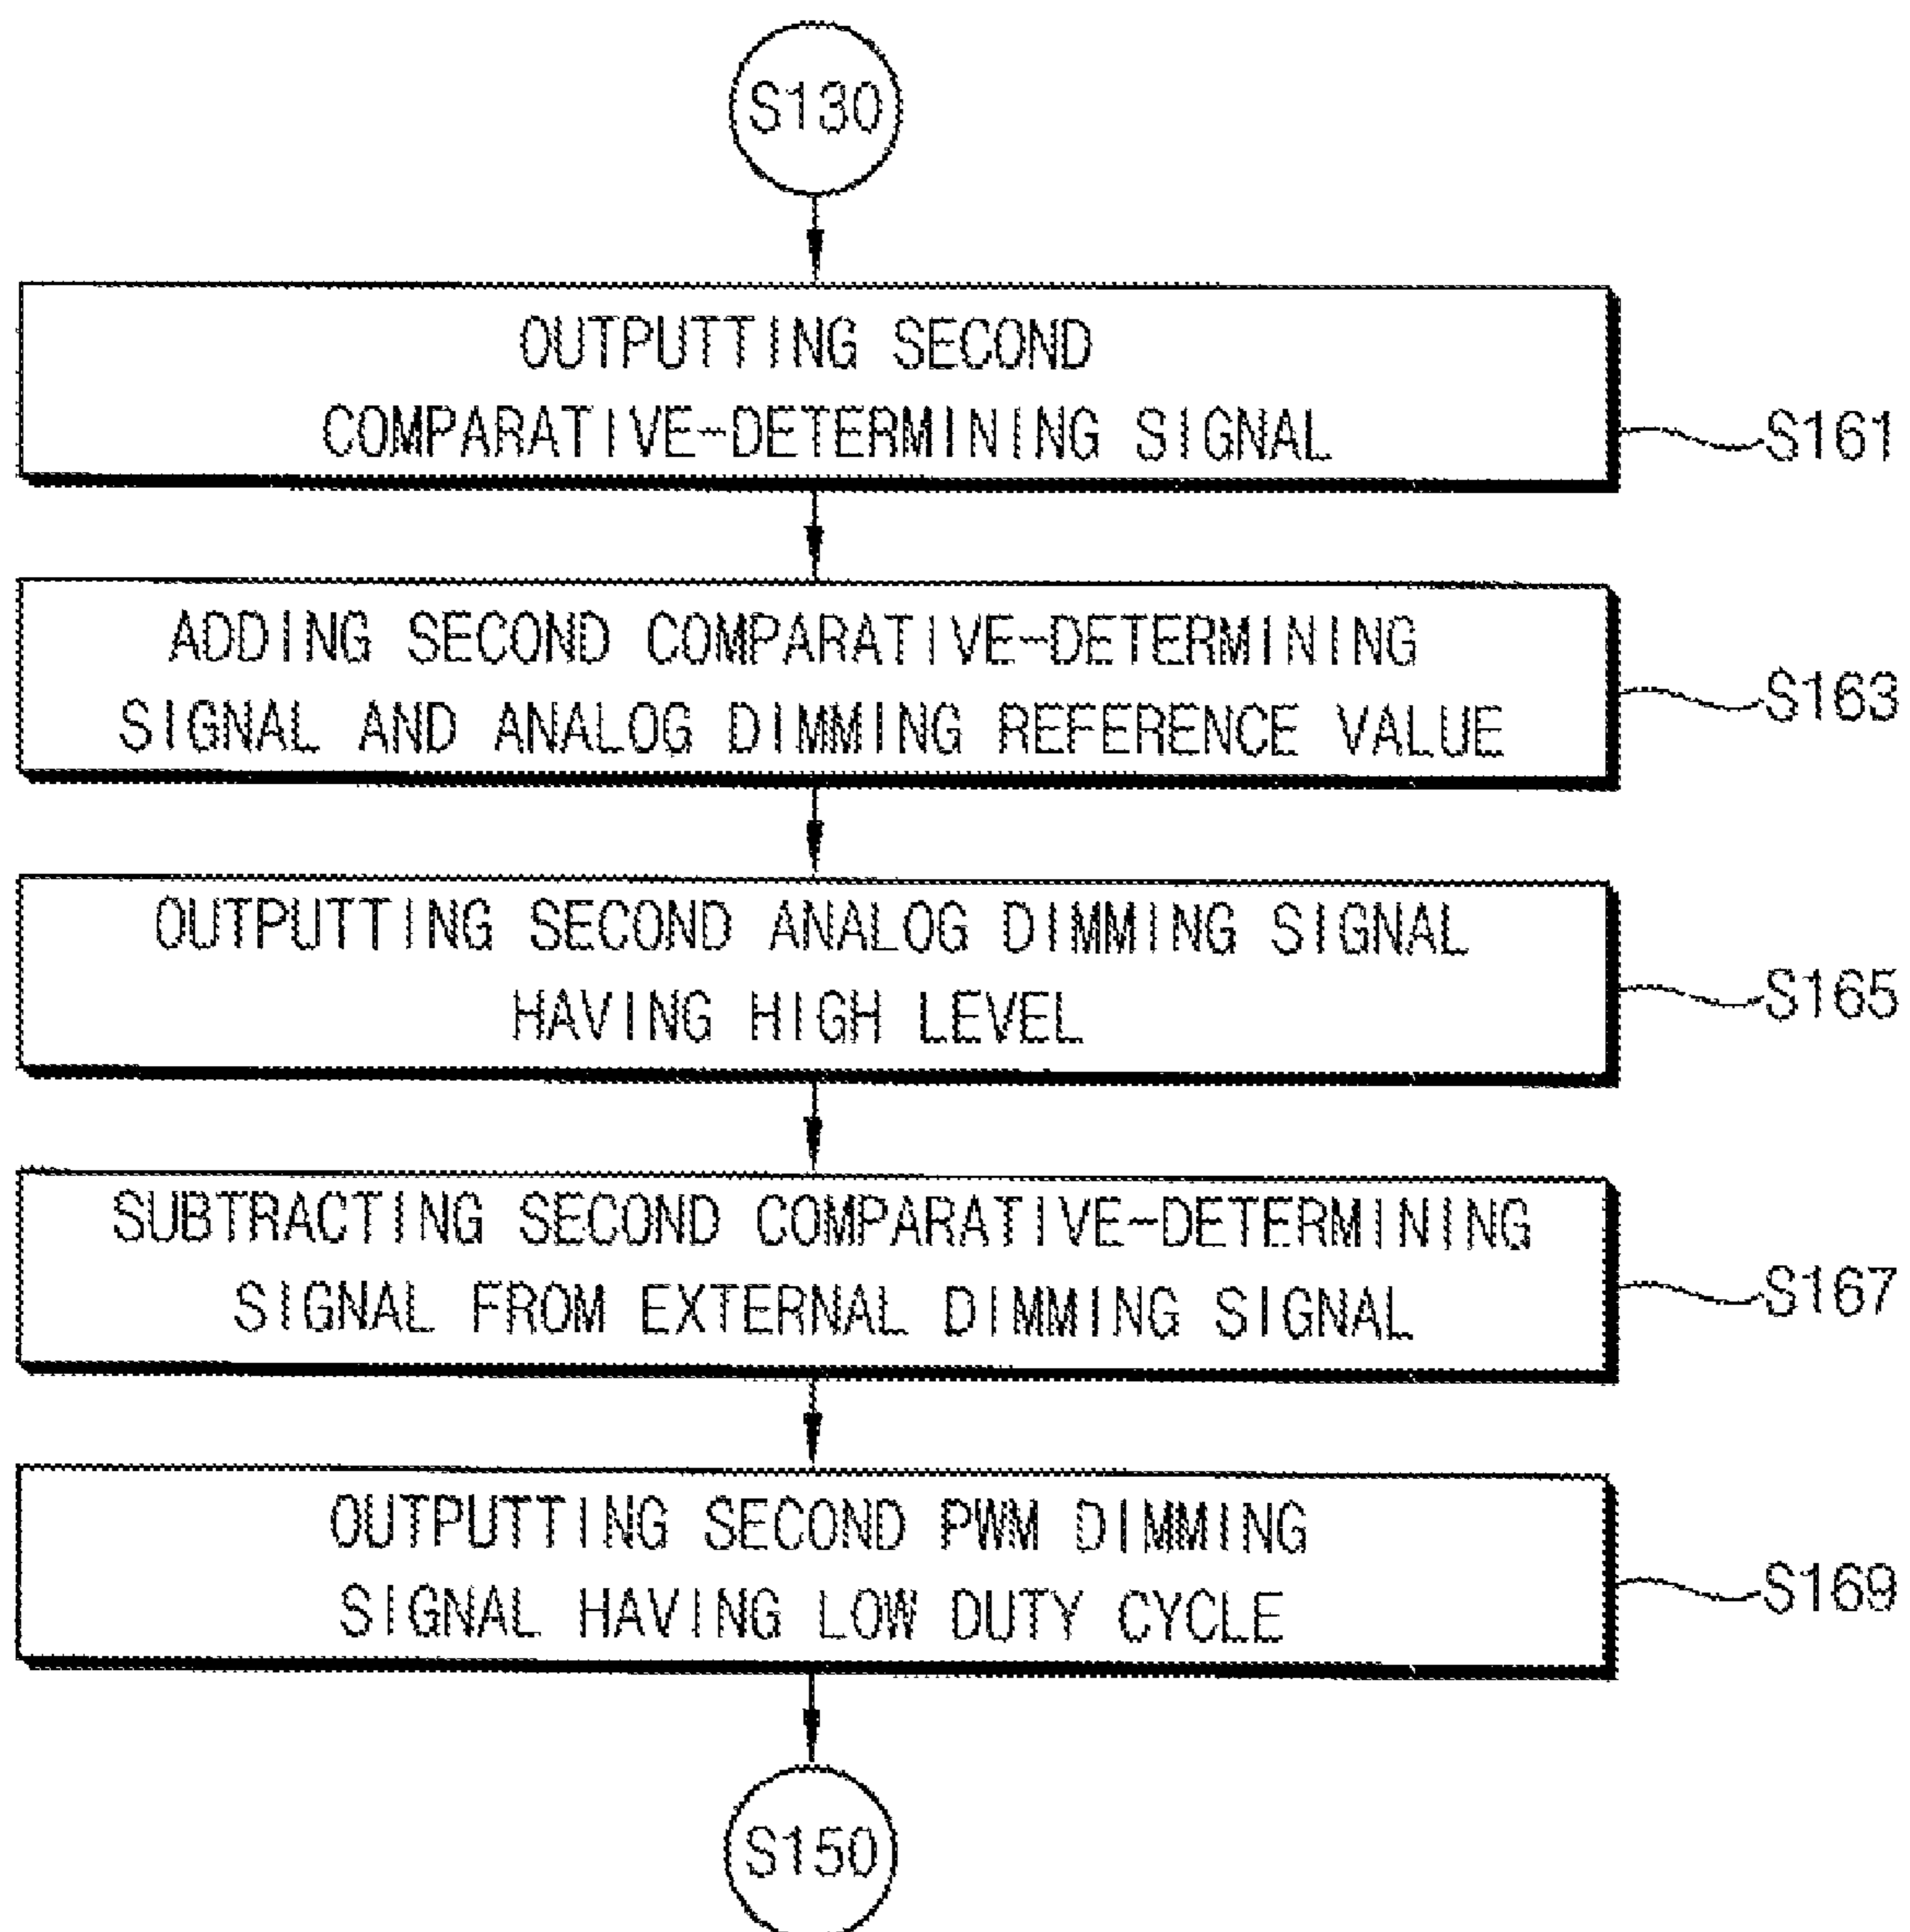 S130
OUTPUTTING SECOND
COMPARATIVE-DETERMINING SIGNAL
S161
ADDING SECOND COMPARATIVE-DETERMINING
SIGNAL AND ANALOG DIMMING REFERENCE VALUE
S163
OUTPUTTING SECOND ANALOG DIMMING SIGNAL
HAVING HIGH LEVEL
S165
SUBTRACTING SECOND COMPARATIVE-DETERMINING
SIGNAL FROM EXTERNAL DIMMING SIGNAL
S167
OUTPUTTING SECOND PWM DIMMING
SIGNAL HAVING LOW DUTY CYCLE
S169
S150